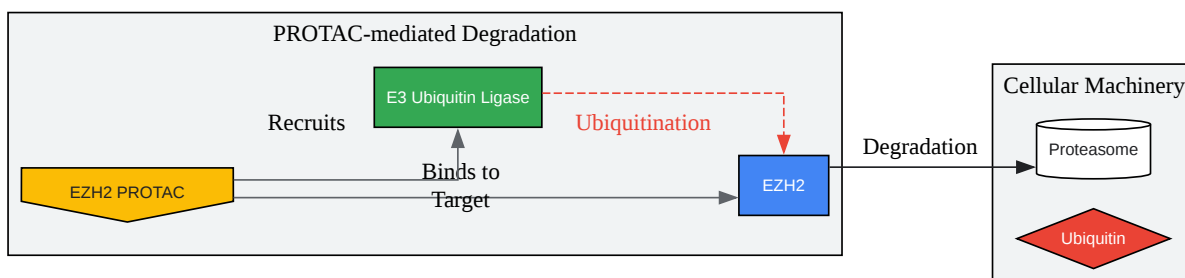 PROTAC-mediated Degradation
Cellular Machinery
E3 Ubiquitin Ligase
Recruits
Ubiquitination
Degradation
Proteasome
Binds to
Target
EZH2 PROTAC
EZH2
Ubiquitin